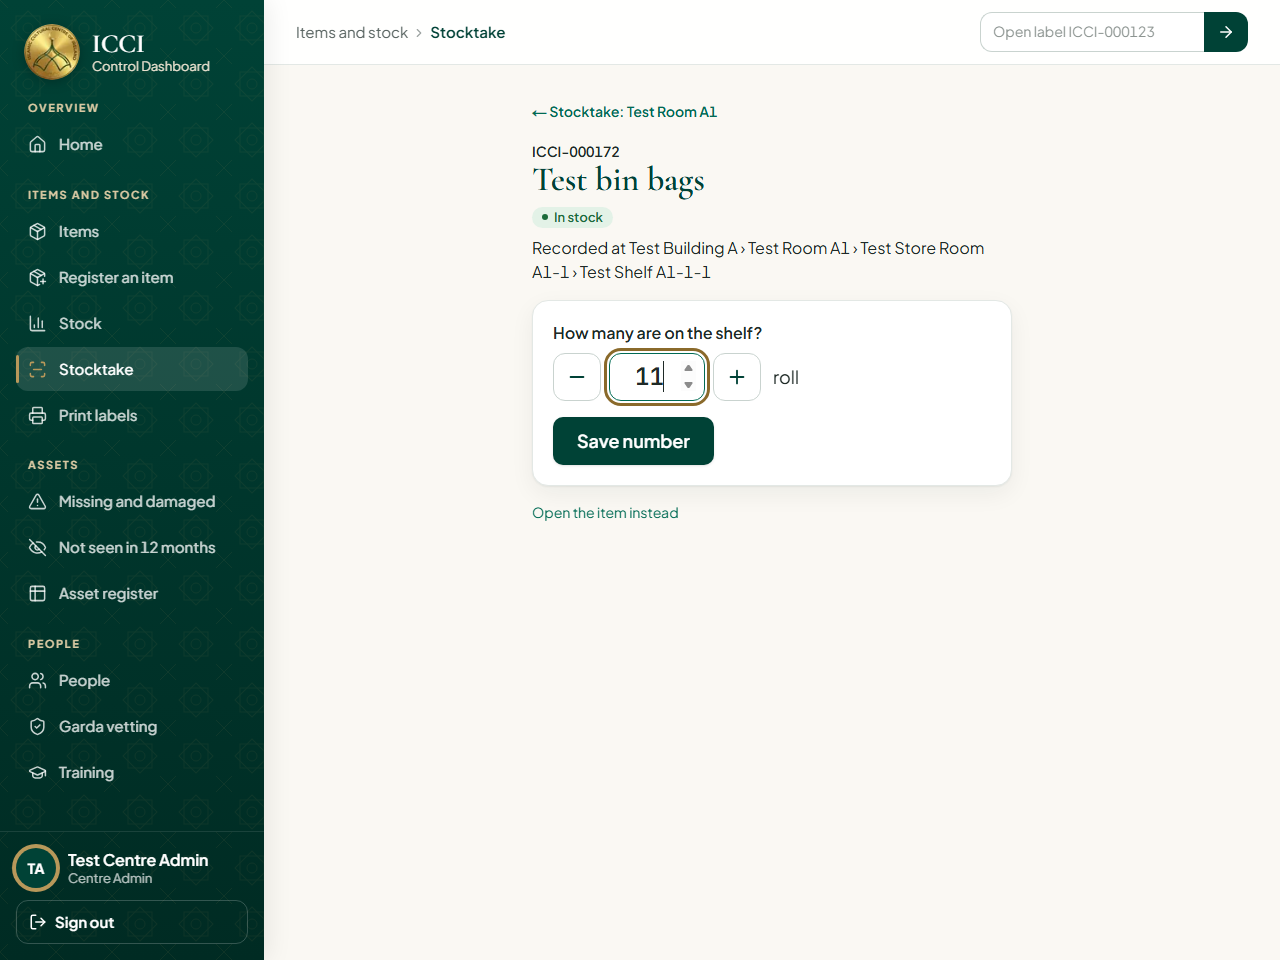 ICCI
Control Dashboard
OVERVIEW
Home
ITEMS AND STOCK
Items
Register an item
Stock
Stocktake
Print labels
ASSETS
Missing and damaged
Not seen in 12 months
Asset register
PEOPLE
People
Garda vetting
Training
TA
Test Centre Admin
Centre Admin
Sign out
Items and stock › Stocktake
Open label ICCI-000123
← Stocktake: Test Room A1
ICCI-000172
Test bin bags
In stock
Recorded at Test Building A › Test Room A1 › Test Store Room
A1-1 › Test Shelf A1-1-1
How many are on the shelf?
− 11 + roll
Save number
Open the item instead